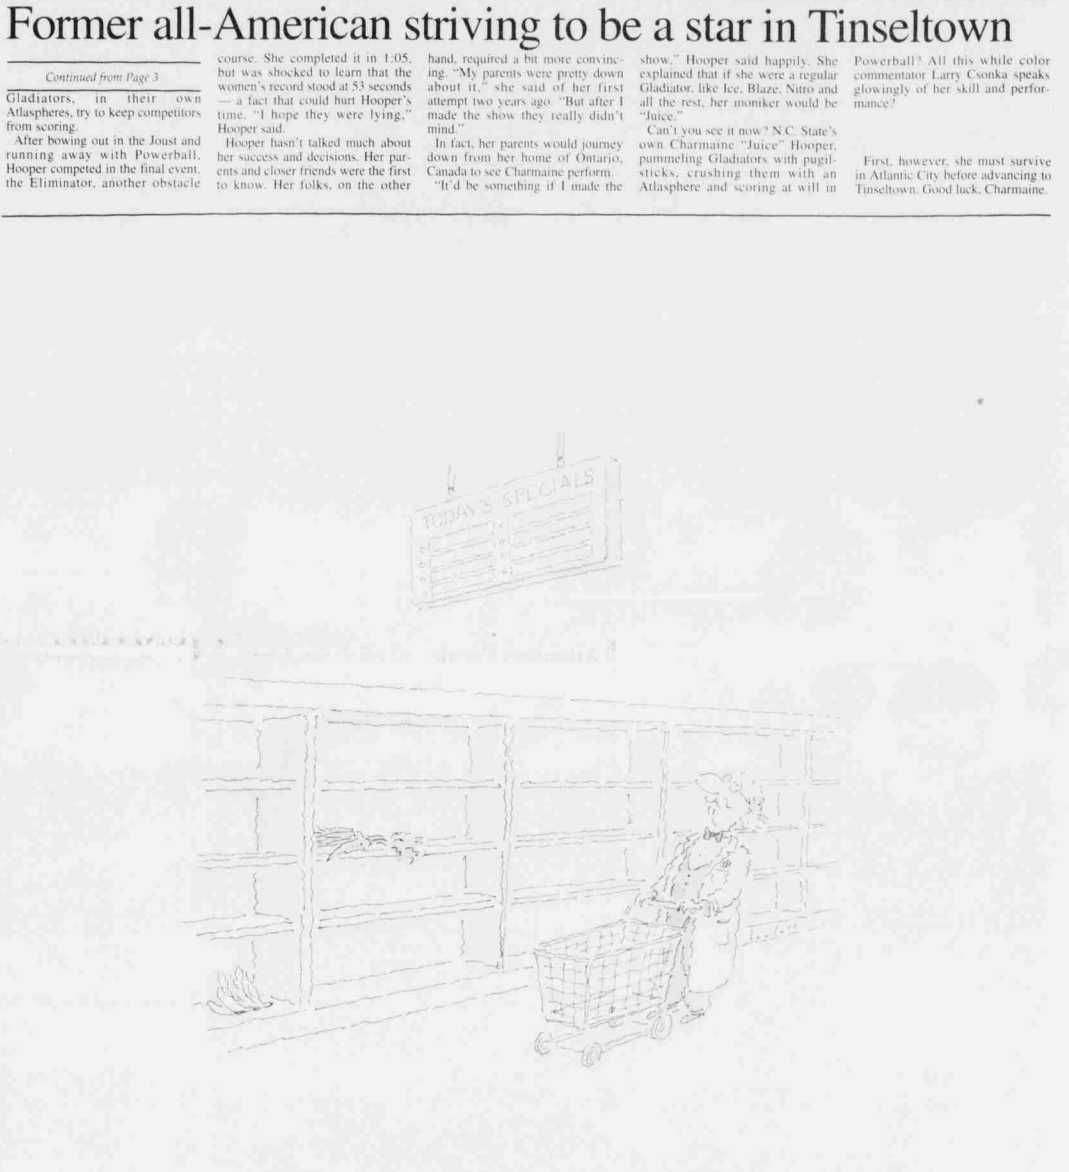 Former all-American striving to be a star in Tinseltown
Continued from Page 3
Gladiators, in their own
Atlaspheres, try to keep competitors
from scoring.
After bowing out in the Joust and
running away with Powerball,
Hooper competed in the final event,
the Eliminator, another obstacle
course. She completed it in 1:05,
but was shocked to learn that the
women's record stood at 53 seconds
— a fact that could hurt Hooper's
time. "I hope they were lying,"
Hooper said.
Hooper hasn't talked much about
her success and decisions. Her par-
ents and closer friends were the first
to know. Her folks, on the other
hand, required a bit more convinc-
ing. "My parents were pretty down
about it," she said of her first
attempt two years ago. "But after I
made the show they really didn't
mind."
In fact, her parents would journey
down from her home of Ontario,
Canada to see Charmaine perform.
"It'd be something if I made the
show," Hooper said happily. She
explained that if she were a regular
Gladiator, like Ice, Blaze, Nitro and
all the rest, her moniker would be
"Juice."
Can't you see it now? N.C. State's
own Charmaine "Juice" Hooper,
pummeling Gladiators with pugil-
sticks, crushing them with an
Atlasphere and scoring at will in
Powerball? All this while color
commentator Larry Csonka speaks
glowingly of her skill and perfor-
mance?
First, however, she must survive
in Atlantic City before advancing to
Tinseltown. Good luck, Charmaine.
TODAY'S SPECIALS